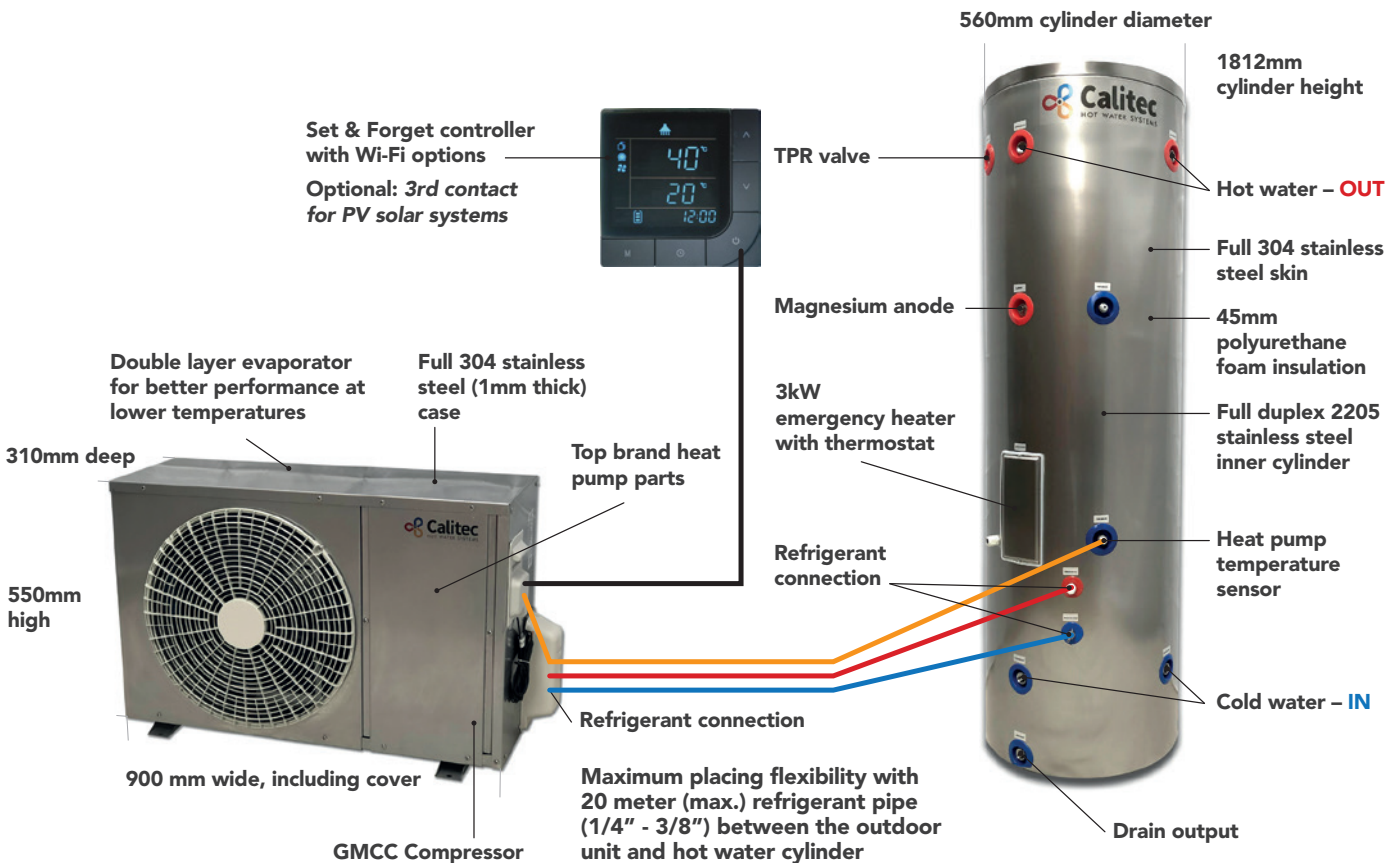 560mm cylinder diameter
1812mm
cylinder height
Calitec
HOT WATER SYSTEMS
Set & Forget controller
with Wi-Fi options
Optional: 3rd contact
for PV solar systems
40°C
20°C
12:00
M
TPR valve
Hot water – OUT
Full 304 stainless
steel skin
Magnesium anode
45mm
polyurethane
foam insulation
Double layer evaporator
for better performance at
lower temperatures
Full 304 stainless
steel (1mm thick)
case
3kW
emergency heater
with thermostat
Full duplex 2205
stainless steel
inner cylinder
310mm deep
Top brand heat
pump parts
Calitec
HOT WATER SYSTEMS
Refrigerant
connection
Heat pump
temperature
sensor
550mm
high
Refrigerant connection
Cold water – IN
900 mm wide, including cover
Maximum placing flexibility with
20 meter (max.) refrigerant pipe
(1/4” - 3/8”) between the outdoor
unit and hot water cylinder
Drain output
GMCC Compressor